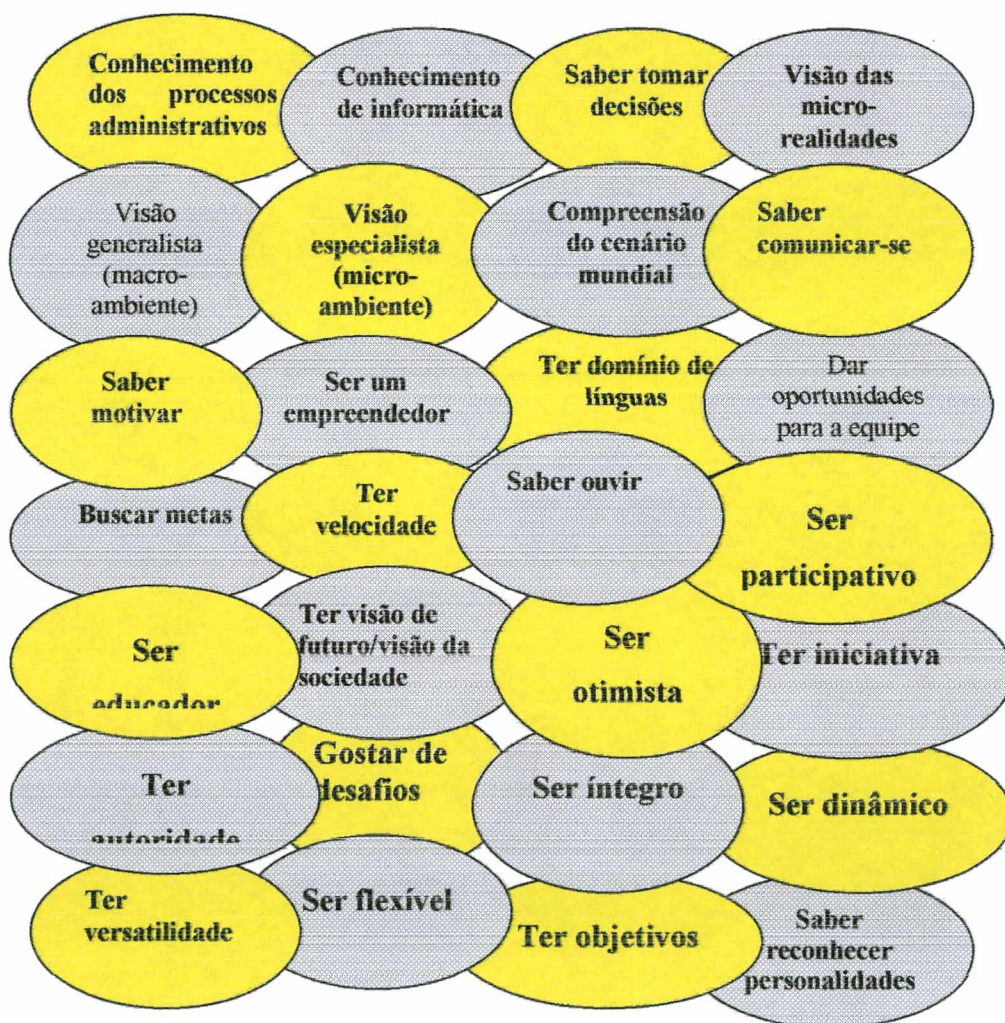 Conhecimento
dos processos
administrativos
Conhecimento
de informática
Saber tomar
decisões
Visão das
micro-
realidades
Visão
generalista
(macro-
ambiente)
Visão
especialista
(micro-
ambiente)
Compreensão
do cenário
mundial
Saber
comunicar-se
Saber
motivar
Ser um
empreendedor
Ter domínio de
línguas
Dar
oportunidades
para a equipe
Buscar metas
Ter
velocidade
Saber ouvir
Ser
participativo
Ser
educador
Ter visão de
futuro/visão da
sociedade
Ser
otimista
Ter iniciativa
Ter
autoridade
Gostar de
desafios
Ser íntegro
Ser dinâmico
Ter
versatilidade
Ser flexível
Ter objetivos
Saber
reconhecer
personalidades